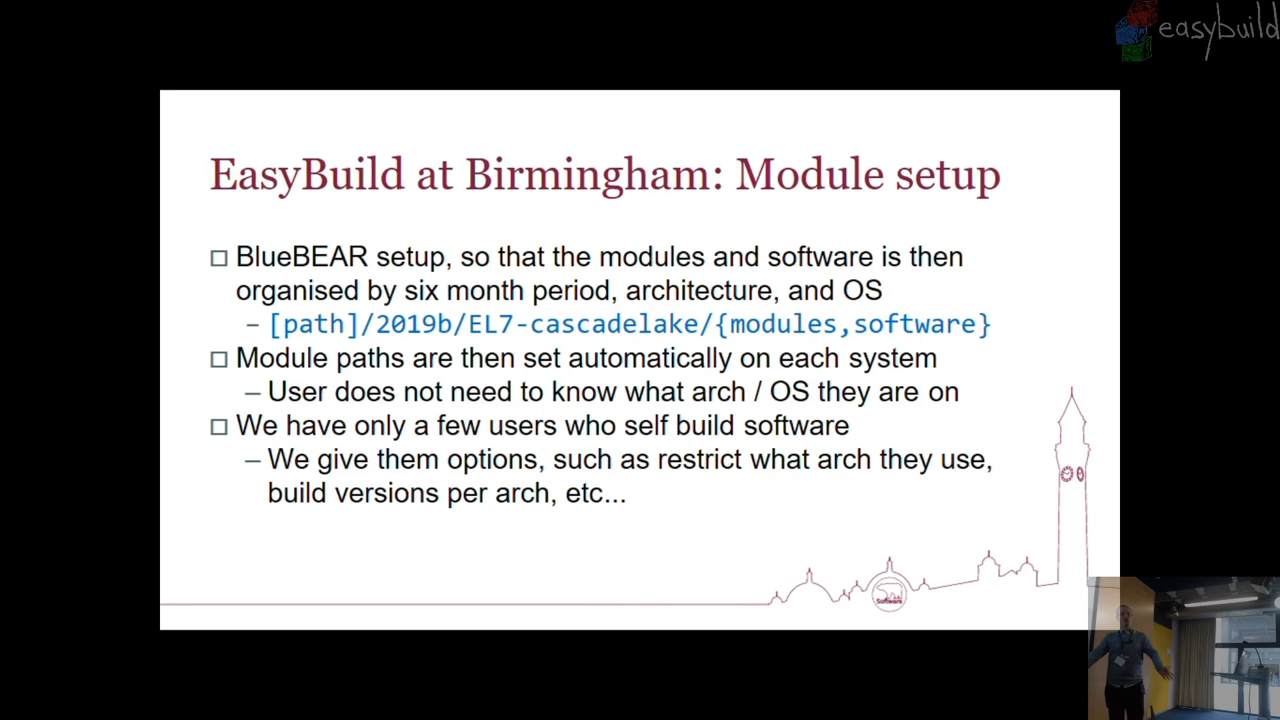 easybuild
EasyBuild at Birmingham: Module setup
BlueBEAR setup, so that the modules and software is then
organised by six month period, architecture, and OS
– [path]/2019b/EL7-cascadelake/{modules,software}
Module paths are then set automatically on each system
– User does not need to know what arch / OS they are on
We have only a few users who self build software
– We give them options, such as restrict what arch they use,
build versions per arch, etc...
Software